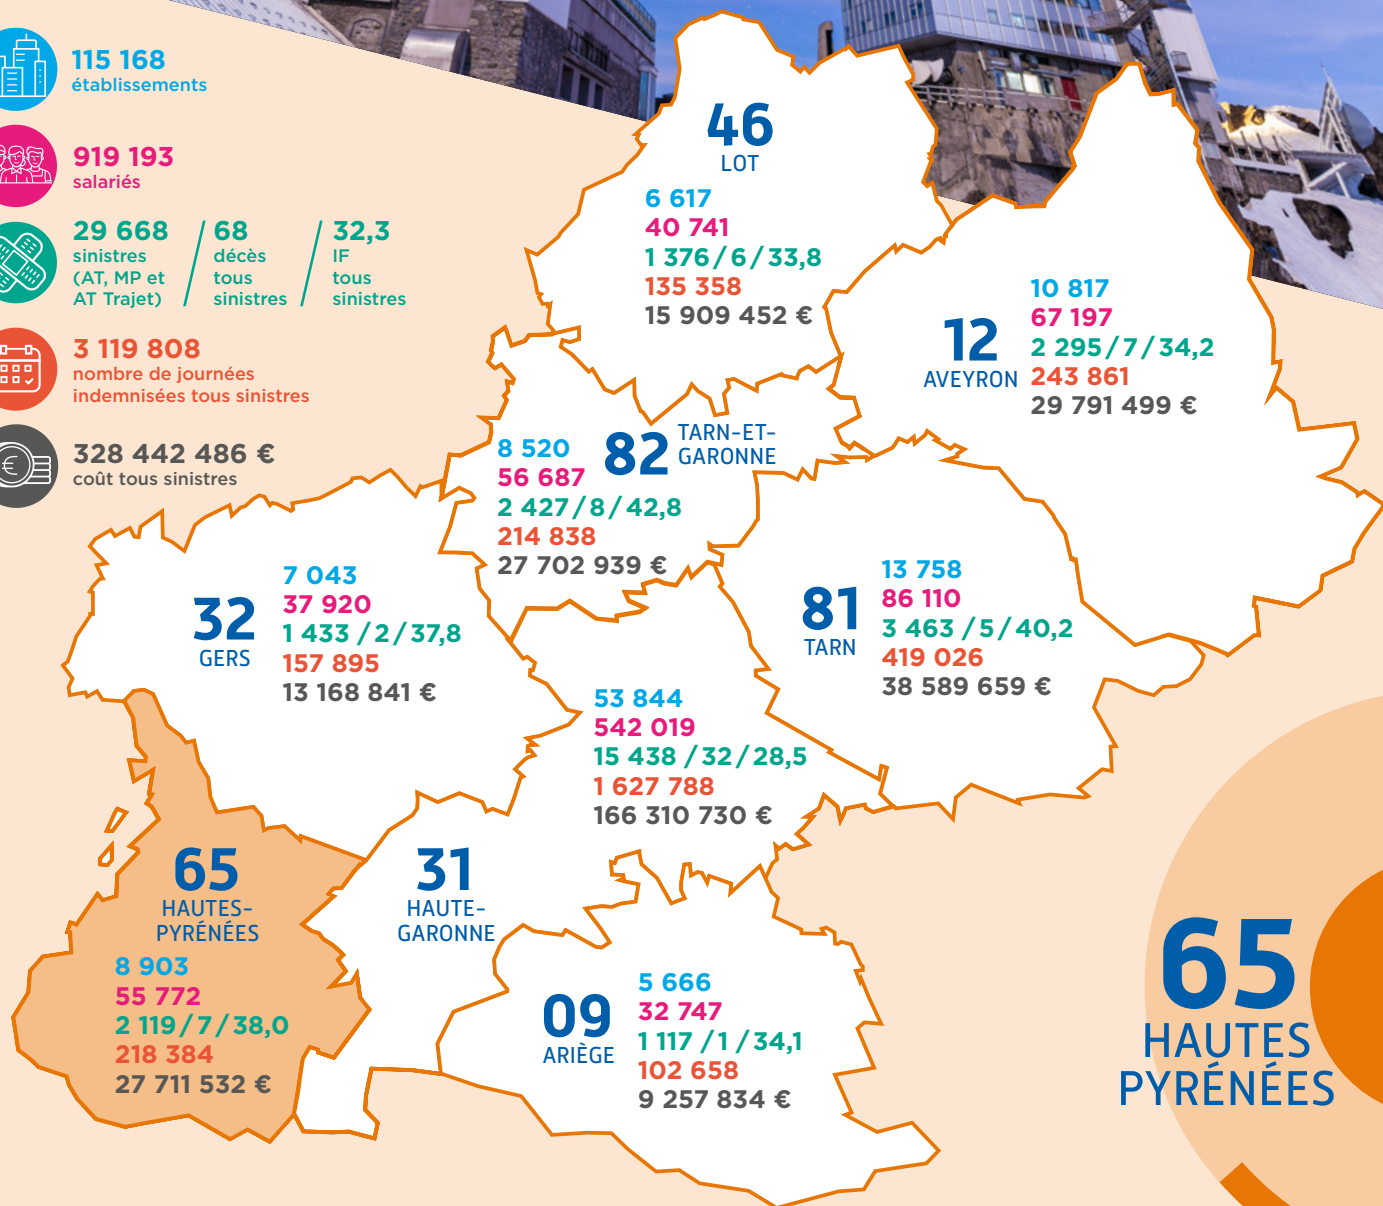 115 168
établissements
919 193
salariés
29 668
sinistres
(AT, MP et
AT Trajet)
68
décès
tous
sinistres
32,3
IF
tous
sinistres
3 119 808
nombre de journées
indemnisées tous sinistres
328 442 486 €
coût tous sinistres
46
LOT
6 617
40 741
1 376 / 6 / 33,8
135 358
15 909 452 €
12
AVEYRON
10 817
67 197
2 295 / 7 / 34,2
243 861
29 791 499 €
82
TARN-ET-
GARONNE
8 520
56 687
2 427 / 8 / 42,8
214 838
27 702 939 €
32
GERS
7 043
37 920
1 433 / 2 / 37,8
157 895
13 168 841 €
81
TARN
13 758
86 110
3 463 / 5 / 40,2
419 026
38 589 659 €
53 844
542 019
15 438 / 32 / 28,5
1 627 788
166 310 730 €
31
HAUTE-
GARONNE
65
HAUTES-
PYRÉNÉES
8 903
55 772
2 119 / 7 / 38,0
218 384
27 711 532 €
09
ARIÈGE
5 666
32 747
1 117 / 1 / 34,1
102 658
9 257 834 €
65
HAUTES
PYRÉNÉES